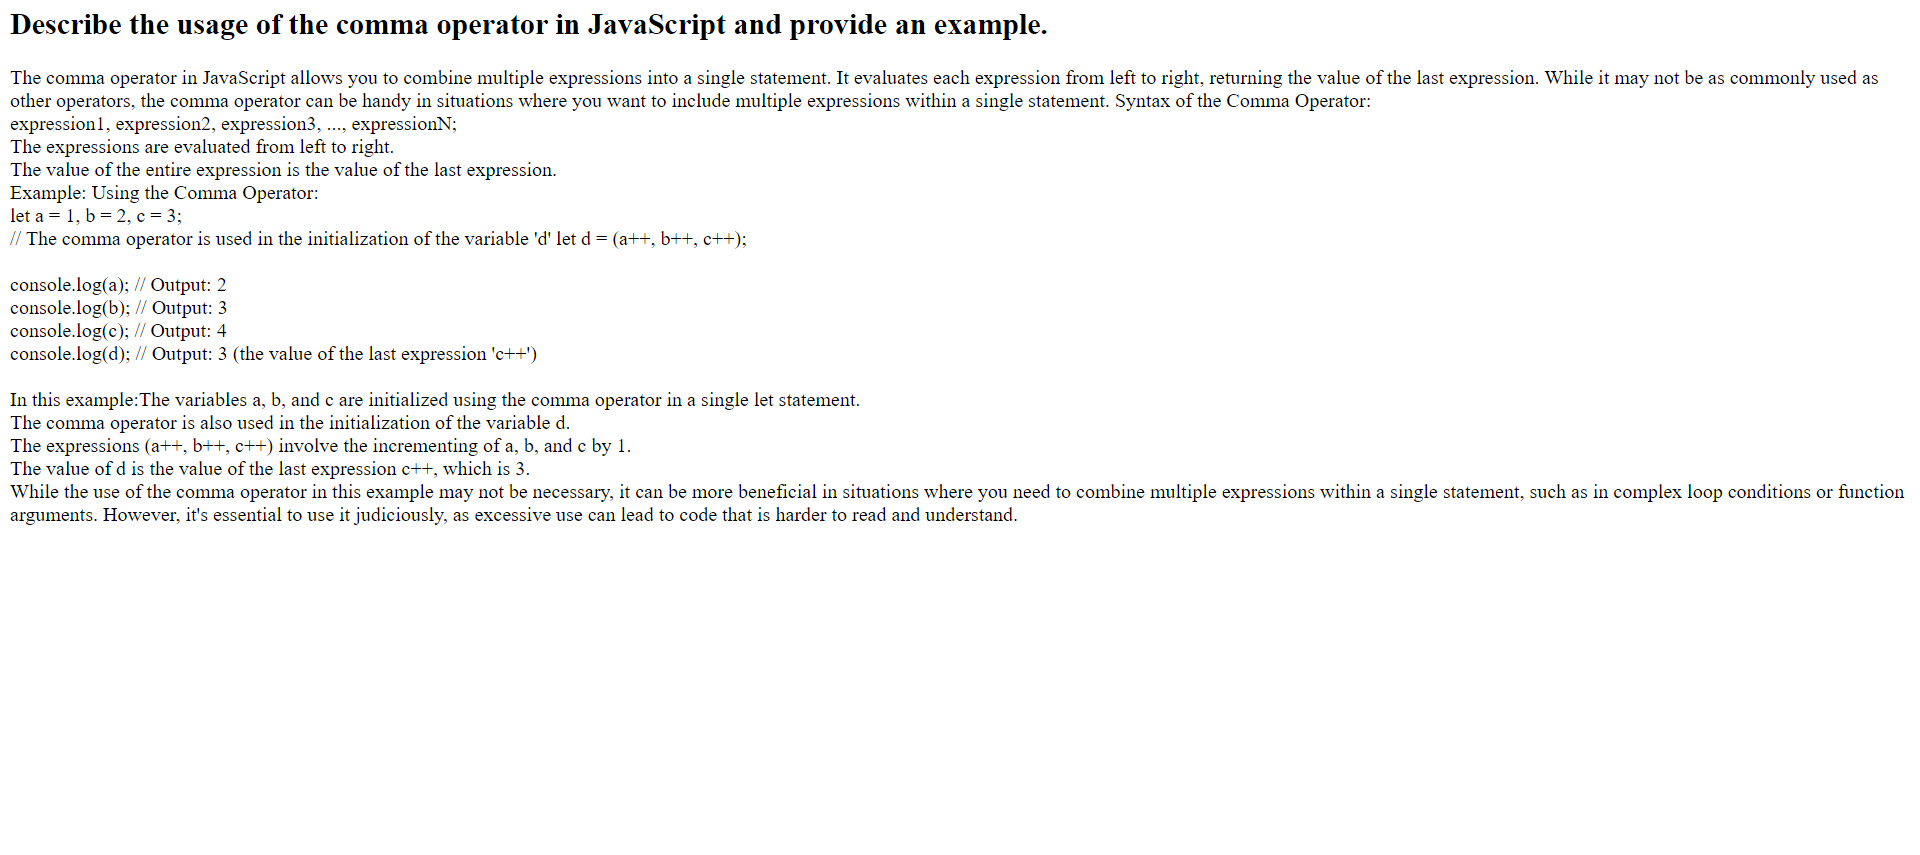 Describe the usage of the comma operator in JavaScript and provide an example.
The comma operator in JavaScript allows you to combine multiple expressions into a single statement. It evaluates each expression from left to right, returning the value of the last expression. While it may not be as commonly used as
other operators, the comma operator can be handy in situations where you want to include multiple expressions within a single statement. Syntax of the Comma Operator:
expression1, expression2, expression3, ..., expressionN;
The expressions are evaluated from left to right.
The value of the entire expression is the value of the last expression.
Example: Using the Comma Operator:
let a = 1, b = 2, c = 3;
// The comma operator is used in the initialization of the variable 'd' let d = (a++, b++, c++);
console.log(a); // Output: 2
console.log(b); // Output: 3
console.log(c); // Output: 4
console.log(d); // Output: 3 (the value of the last expression 'c++')
In this example:The variables a, b, and c are initialized using the comma operator in a single let statement.
The comma operator is also used in the initialization of the variable d.
The expressions (a++, b++, c++) involve the incrementing of a, b, and c by 1.
The value of d is the value of the last expression c++, which is 3.
While the use of the comma operator in this example may not be necessary, it can be more beneficial in situations where you need to combine multiple expressions within a single statement, such as in complex loop conditions or function
arguments. However, it's essential to use it judiciously, as excessive use can lead to code that is harder to read and understand.